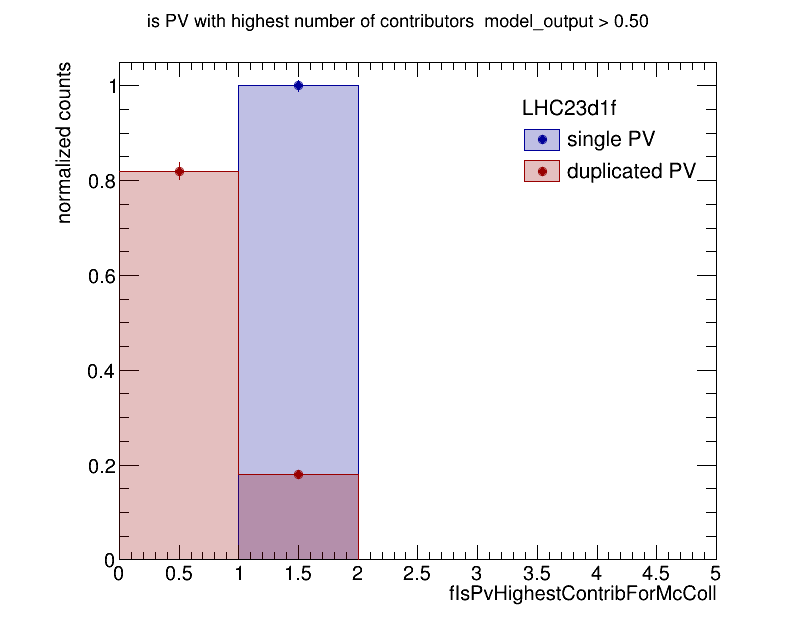 is PV with highest number of contributors  model_output > 0.50
normalized counts
LHC23d1f
single PV
duplicated PV
1
0.8
0.6
0.4
0.2
0
0 0.5 1 1.5 2 2.5 3 3.5 4 4.5 5
fIsPvHighestContribForMcColl